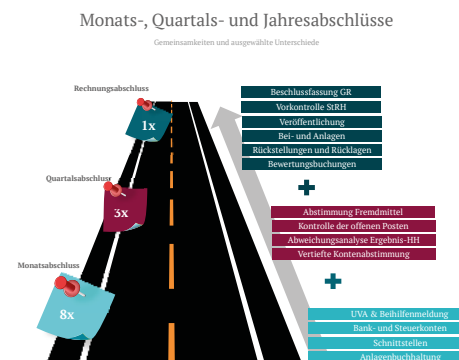 Monats-, Quartals- und Jahresabschlüsse
Gemeinsamkeiten und ausgewählte Unterschiede
Rechnungsabschluss
1x
Beschlussfassung GR
Vorkontrolle StRH
Veröffentlichung
Bei- und Anlagen
Rückstellungen und Rücklagen
Bewertungsbuchungen
Quartalsabschluss
3x
Abstimmung Fremdmittel
Kontrolle der offenen Posten
Abweichungsanalyse Ergebnis-HH
Vertiefte Kontenabstimmung
Monatsabschluss
8x
UVA & Beihilfenmeldung
Bank- und Steuerkonten
Schnittstellen
Anlagenbuchhaltung